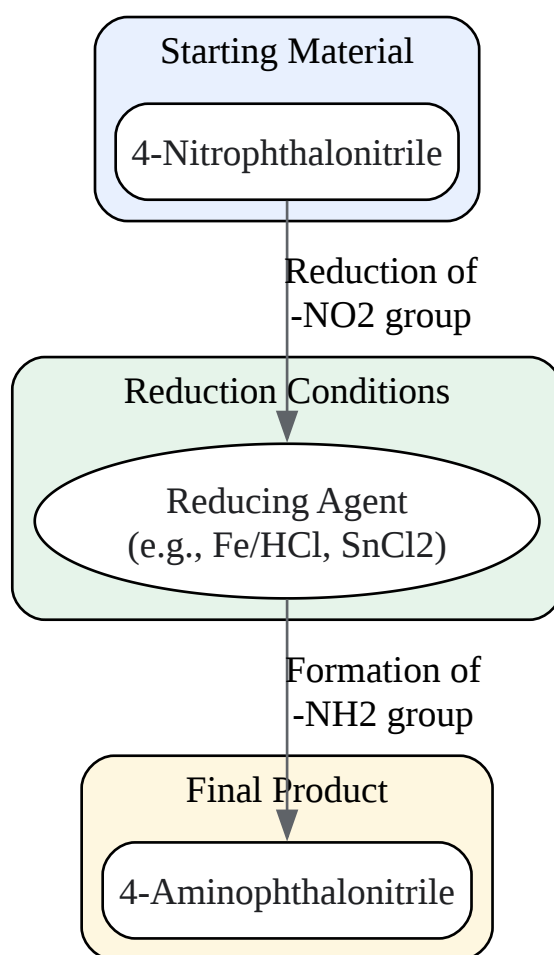 Starting Material
4-Nitrophthalonitrile
Reduction of
-NO2 group
Reduction Conditions
Reducing Agent
(e.g., Fe/HCl, SnCl2)
Formation of
-NH2 group
Final Product
4-Aminophthalonitrile